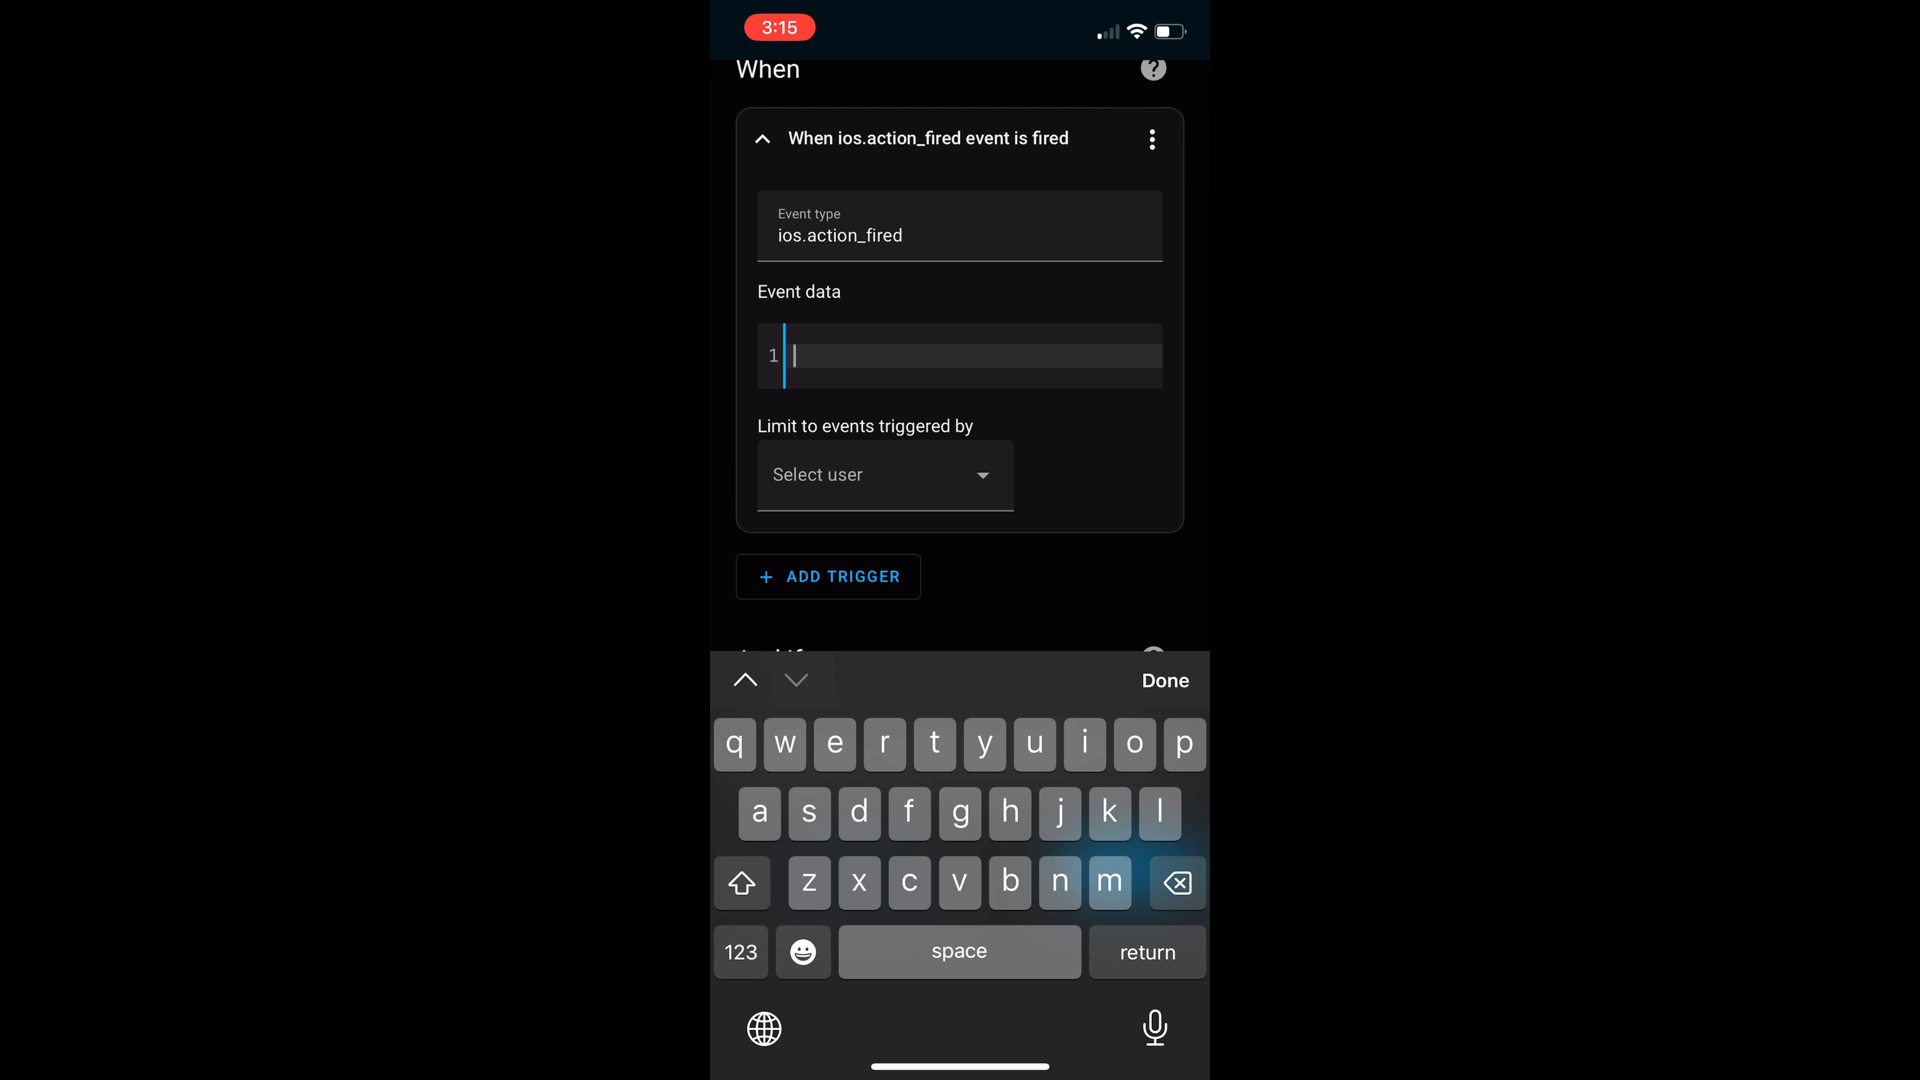 3:15
When
?
When ios.action_fired event is fired
Event type
ios.action_fired
Event data
1
Limit to events triggered by
Select user
+ ADD TRIGGER
Done
q w e r t y u i o p
a s d f g h j k l
z x c v b n m
123 space return